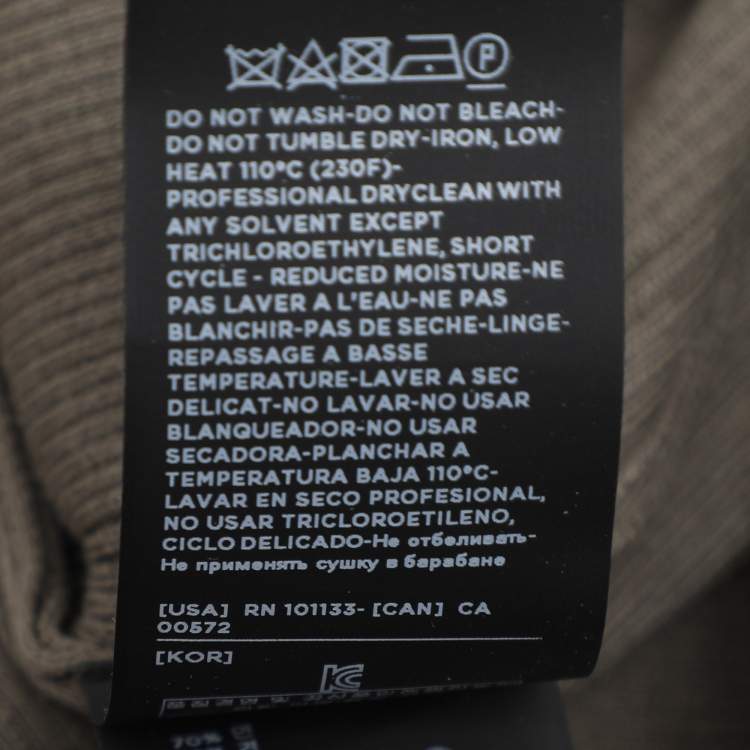 P
DO NOT WASH-DO NOT BLEACH-
DO NOT TUMBLE DRY-IRON, LOW
HEAT 110°C (230F)-
PROFESSIONAL DRYCLEAN WITH
ANY SOLVENT EXCEPT
TRICHLOROETHYLENE, SHORT
CYCLE - REDUCED MOISTURE-NE
PAS LAVER A L'EAU-NE PAS
BLANCHIR-PAS DE SECHE-LINGE-
REPASSAGE A BASSE
TEMPERATURE-LAVER A SEC
DELICAT-NO LAVAR-NO USAR
BLANQUEADOR-NO USAR
SECADORA-PLANCHAR A
TEMPERATURA BAJA 110°C-
LAVAR EN SECO PROFESIONAL,
NO USAR TRICLOROETILENO,
CICLO DELICADO-Не отбеливать-
Не применять сушку в барабане
[USA] RN 101133- [CAN] CA
00572
[KOR]
70%